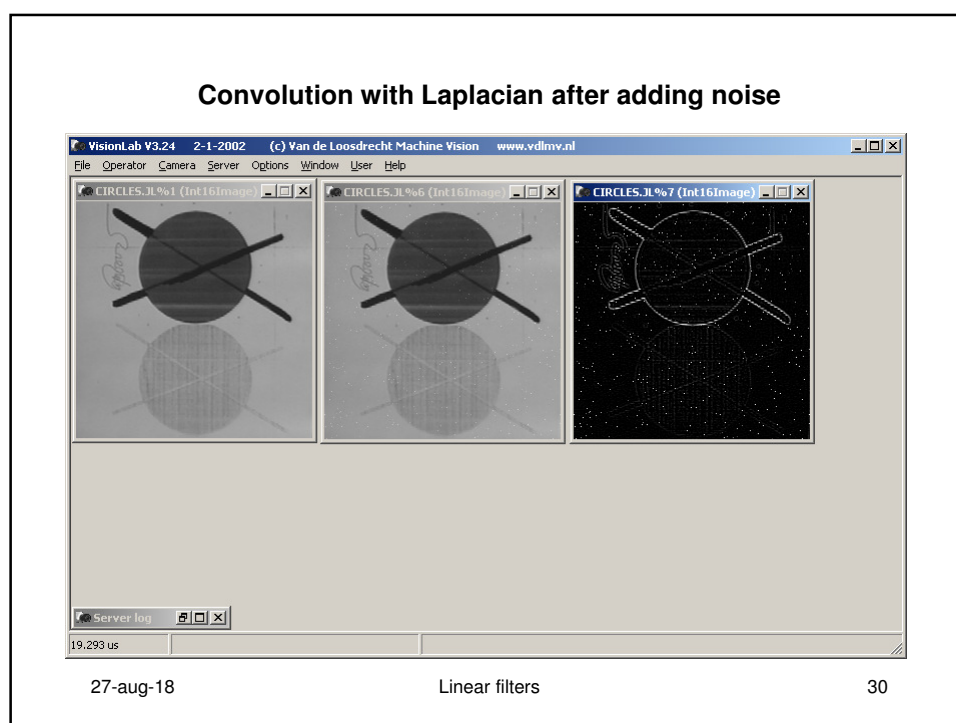 Convolution with Laplacian after adding noise
VisionLab V3.24 2-1-2002 (c) Van de Loosdrecht Machine Vision www.vdlmv.nl
File Operator Camera Server Options Window User Help
CIRCLES.JL%1 (Int16Image) CIRCLES.JL%6 (Int16Image) CIRCLES.JL%7 (Int16Image)
Server log
19.293 us
27-aug-18 Linear filters 30